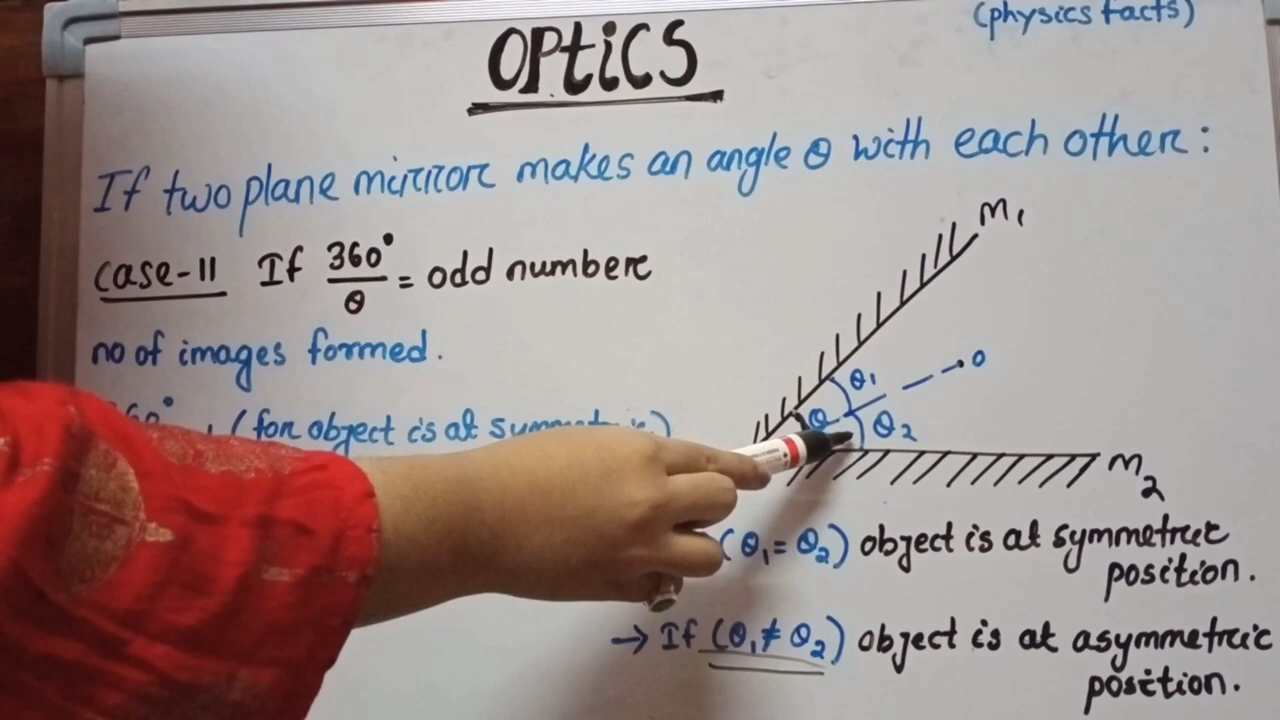 (physics facts)
OPtiCS
If two plane mirror makes an angle θ with each other:
case-II If 360°/θ = odd number
no of images formed.
(for object is at symmetric)
M₁
θ₁
O
θ
θ₂
M₂
(θ₁ = θ₂) object is at symmetric
position.
→ If (θ₁ ≠ θ₂) object is at asymmetric
position.